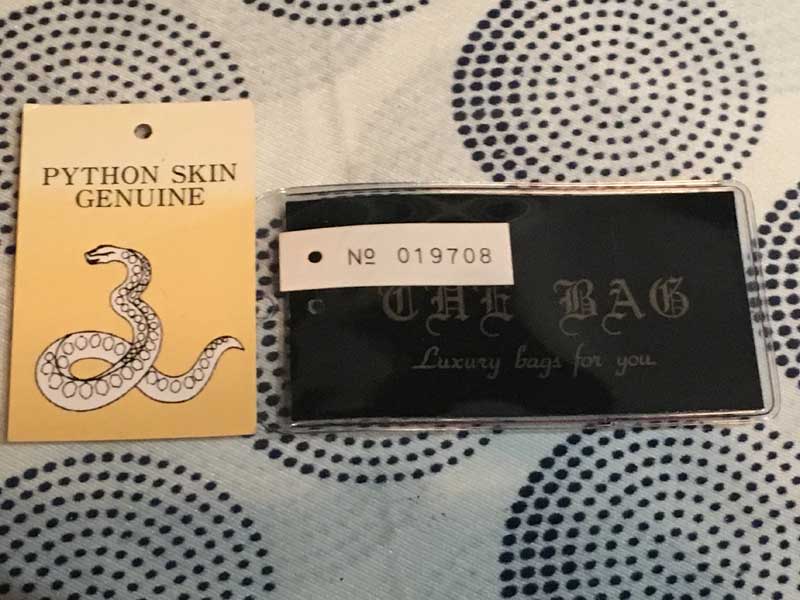 PYTHON SKIN
GENUINE
Nº 019708
THE BAG
Luxury bags for you